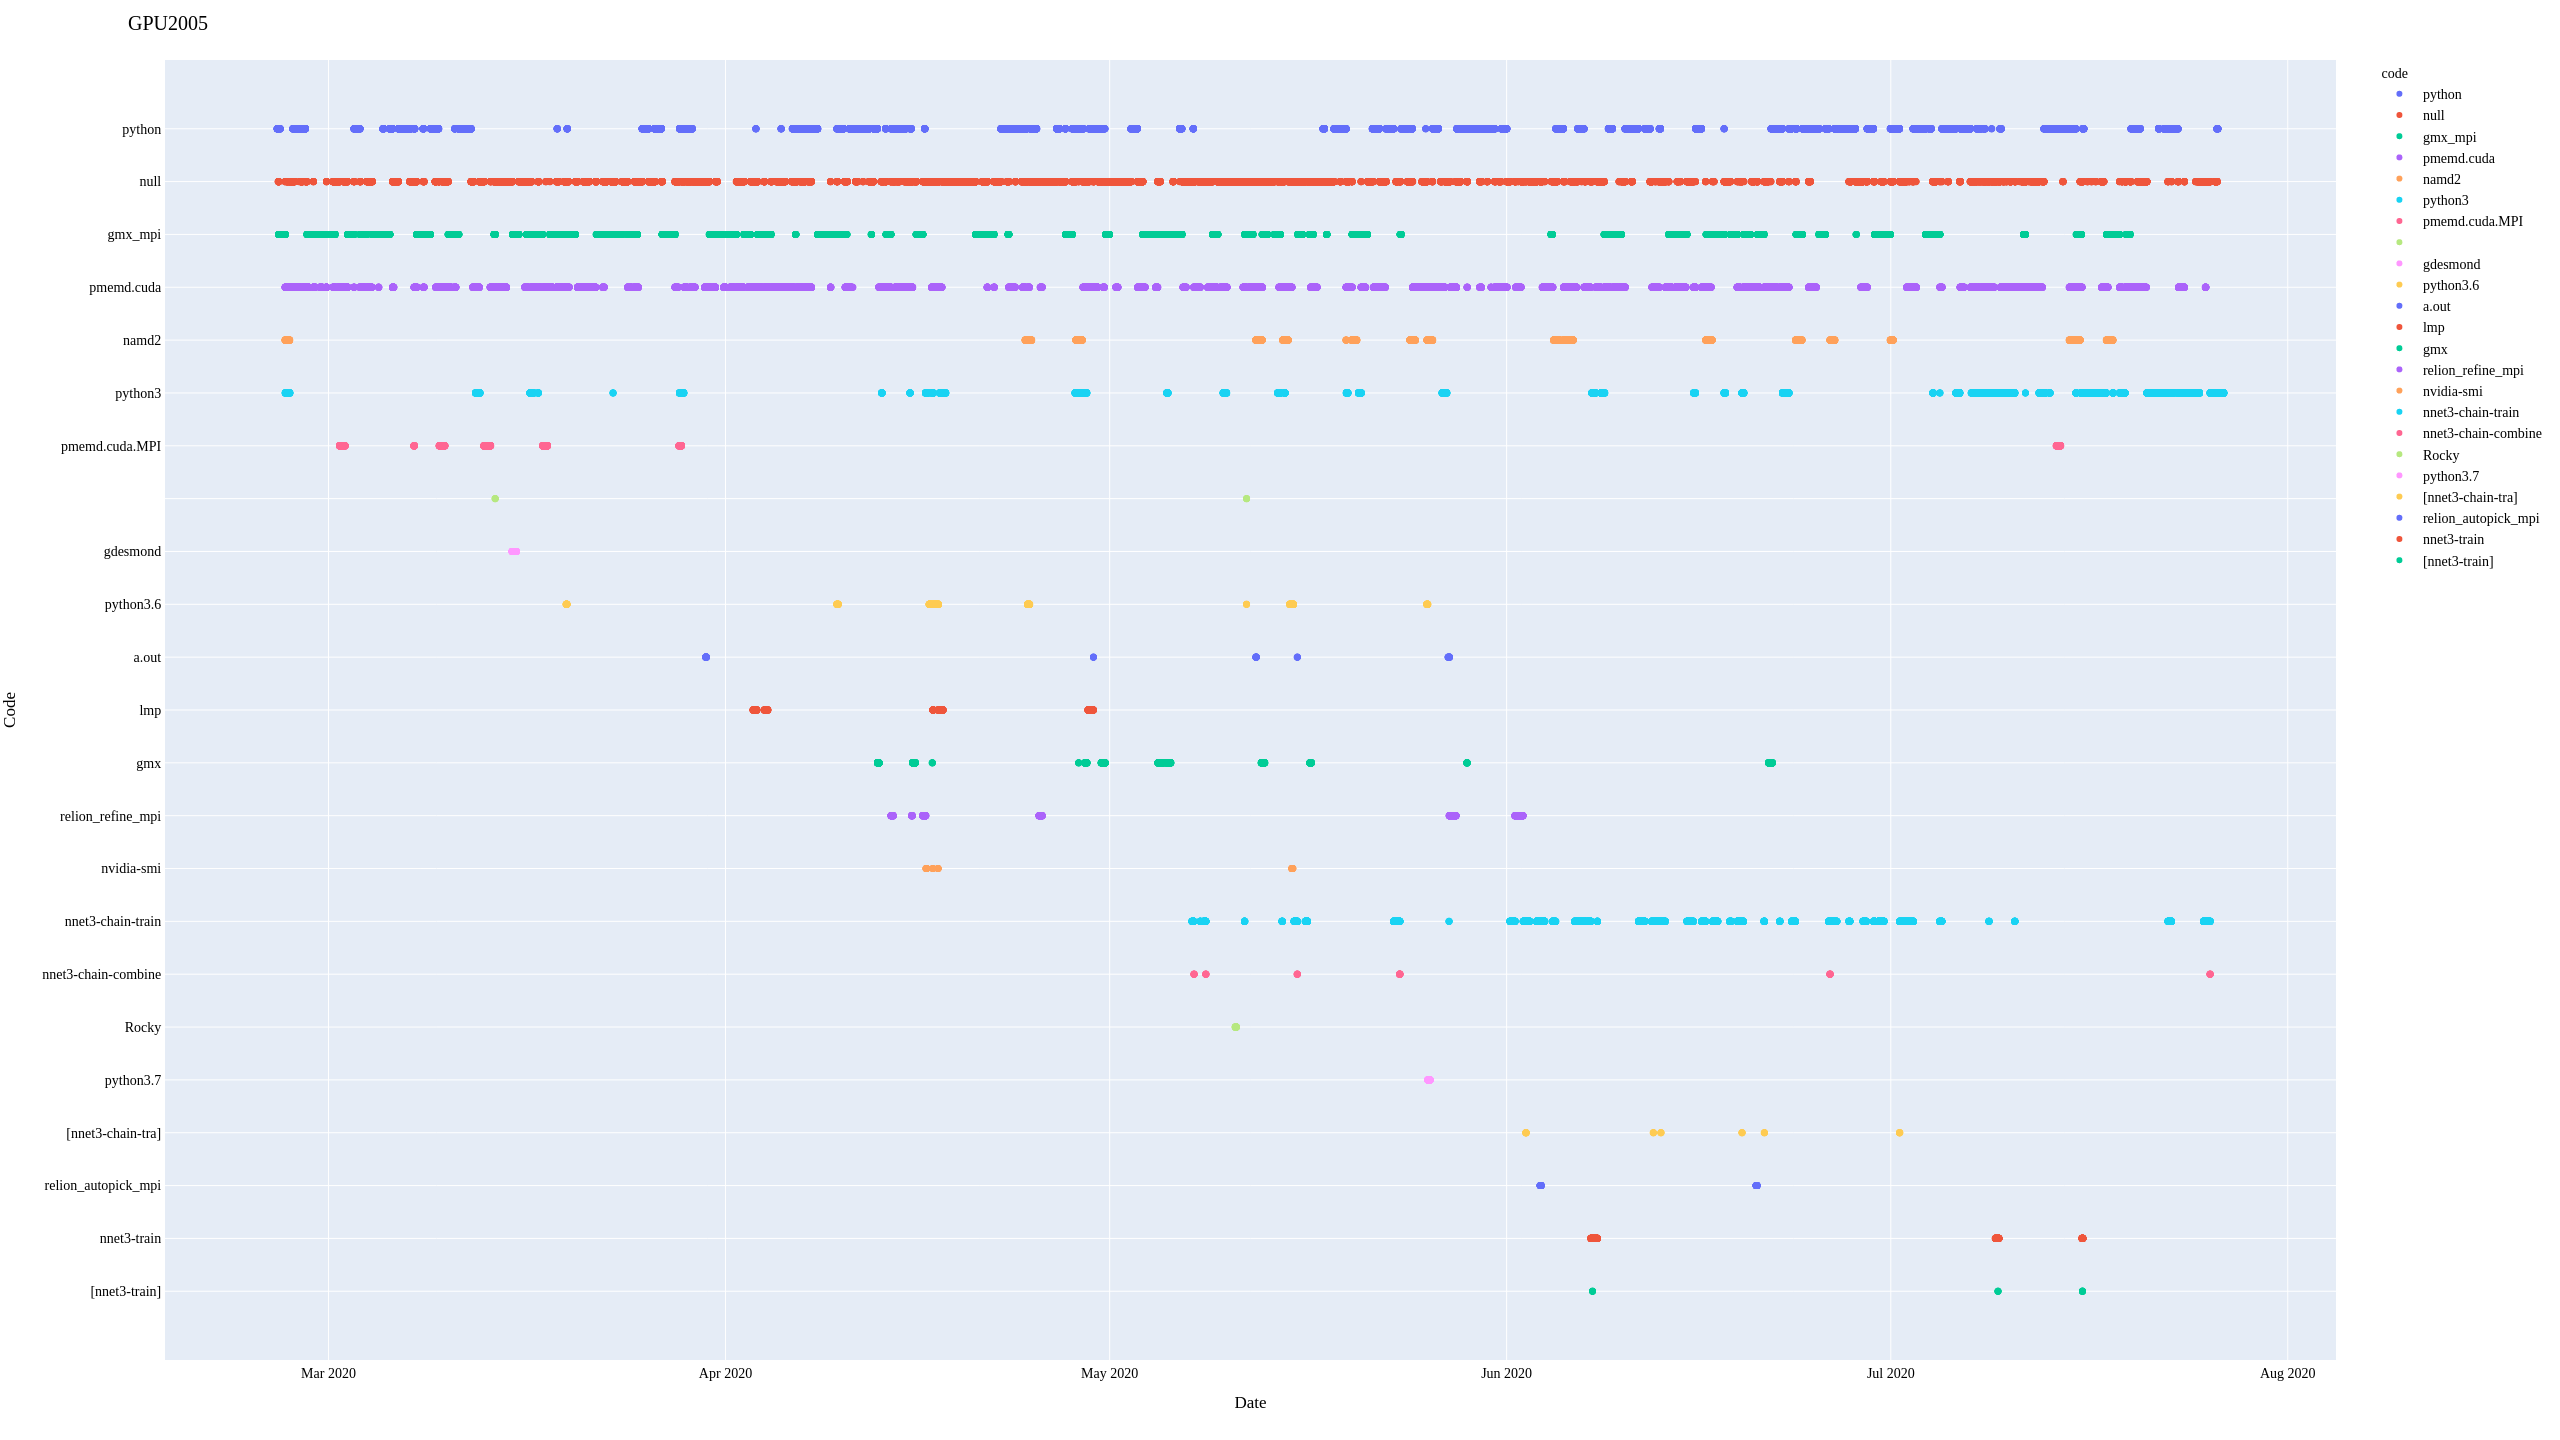 GPU2005
python
null
gmx_mpi
pmemd.cuda
namd2
python3
pmemd.cuda.MPI
gdesmond
python3.6
a.out
lmp
gmx
relion_refine_mpi
nvidia-smi
nnet3-chain-train
nnet3-chain-combine
Rocky
python3.7
[nnet3-chain-tra]
relion_autopick_mpi
nnet3-train
[nnet3-train]
Code
Mar 2020
Apr 2020
May 2020
Jun 2020
Jul 2020
Aug 2020
Date
code
python
null
gmx_mpi
pmemd.cuda
namd2
python3
pmemd.cuda.MPI
gdesmond
python3.6
a.out
lmp
gmx
relion_refine_mpi
nvidia-smi
nnet3-chain-train
nnet3-chain-combine
Rocky
python3.7
[nnet3-chain-tra]
relion_autopick_mpi
nnet3-train
[nnet3-train]